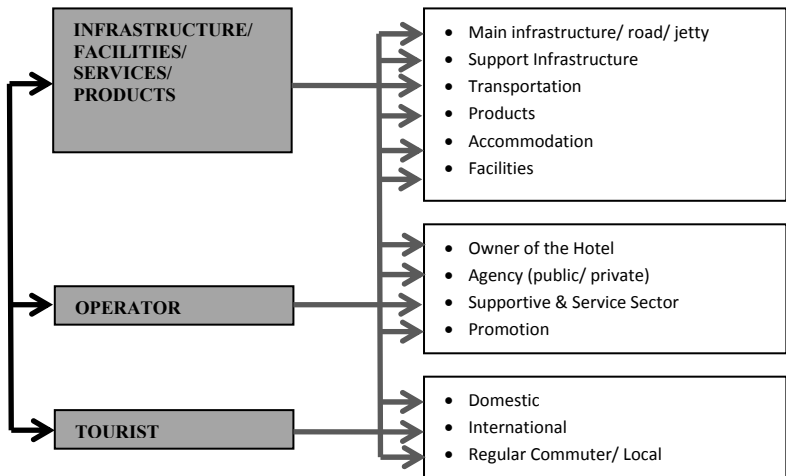 INFRASTRUCTURE/
FACILITIES/
SERVICES/
PRODUCTS
• Main infrastructure/ road/ jetty
• Support Infrastructure
• Transportation
• Products
• Accommodation
• Facilities
OPERATOR
• Owner of the Hotel
• Agency (public/ private)
• Supportive & Service Sector
• Promotion
TOURIST
• Domestic
• International
• Regular Commuter/ Local